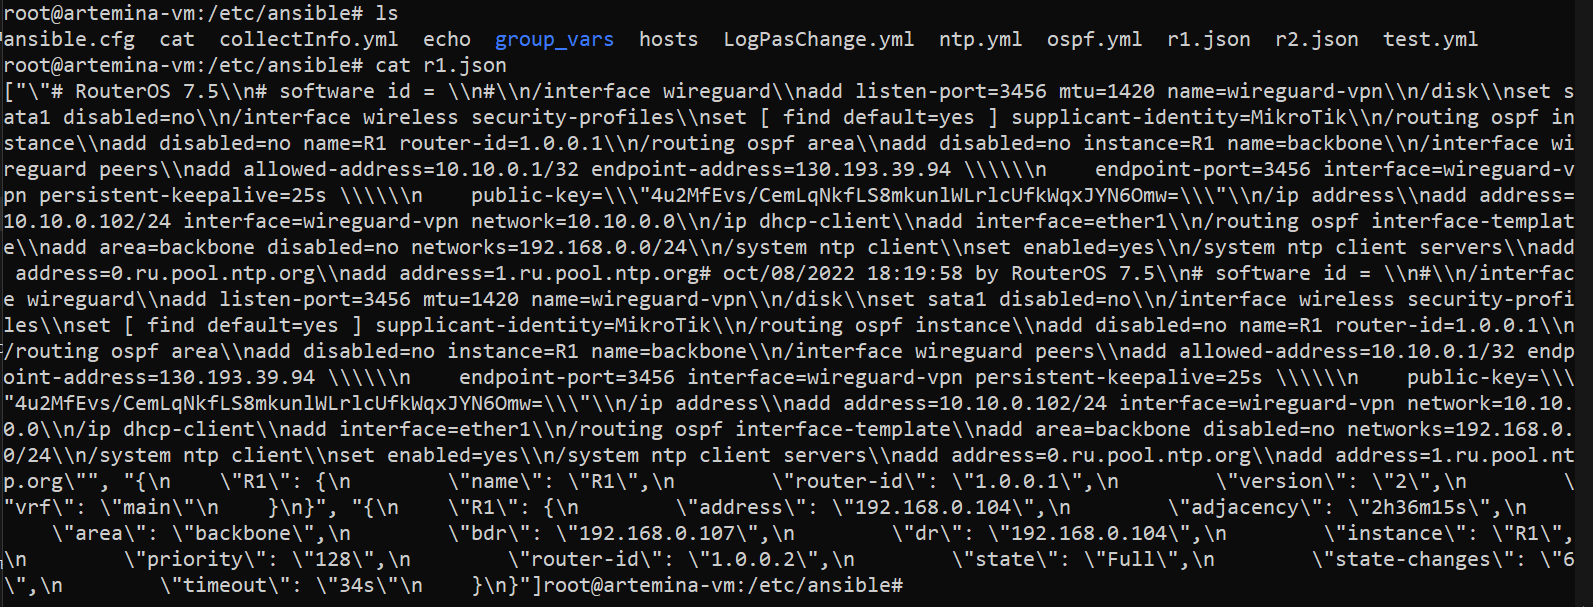 root@artemina-vm:/etc/ansible# ls
ansible.cfg  cat  collectInfo.yml  echo  group_vars  hosts  LogPasChange.yml  ntp.yml  ospf.yml  r1.json  r2.json  test.yml
root@artemina-vm:/etc/ansible# cat r1.json
["\"# RouterOS 7.5\\n# software id = \\n#\\n/interface wireguard\\nadd listen-port=3456 mtu=1420 name=wireguard-vpn\\n/disk\\nset s
ata1 disabled=no\\n/interface wireless security-profiles\\nset [ find default=yes ] supplicant-identity=MikroTik\\n/routing ospf in
stance\\nadd disabled=no name=R1 router-id=1.0.0.1\\n/routing ospf area\\nadd disabled=no instance=R1 name=backbone\\n/interface wi
reguard peers\\nadd allowed-address=10.10.0.1/32 endpoint-address=130.193.39.94 \\\\\\n    endpoint-port=3456 interface=wireguard-v
pn persistent-keepalive=25s \\\\\\n    public-key=\\\"4u2MfEvs/CemLqNkfLS8mkunlWLrlcUfkWqxJYN6Omw=\\\"\\n/ip address\\nadd address=
10.10.0.102/24 interface=wireguard-vpn network=10.10.0.0\\n/ip dhcp-client\\nadd interface=ether1\\n/routing ospf interface-templat
e\\nadd area=backbone disabled=no networks=192.168.0.0/24\\n/system ntp client\\nset enabled=yes\\n/system ntp client servers\\nadd
 address=0.ru.pool.ntp.org\\nadd address=1.ru.pool.ntp.org# oct/08/2022 18:19:58 by RouterOS 7.5\\n# software id = \\n#\\n/interfac
e wireguard\\nadd listen-port=3456 mtu=1420 name=wireguard-vpn\\n/disk\\nset sata1 disabled=no\\n/interface wireless security-profi
les\\nset [ find default=yes ] supplicant-identity=MikroTik\\n/routing ospf instance\\nadd disabled=no name=R1 router-id=1.0.0.1\\n
/routing ospf area\\nadd disabled=no instance=R1 name=backbone\\n/interface wireguard peers\\nadd allowed-address=10.10.0.1/32 endp
oint-address=130.193.39.94 \\\\\\n    endpoint-port=3456 interface=wireguard-vpn persistent-keepalive=25s \\\\\\n    public-key=\\\
"4u2MfEvs/CemLqNkfLS8mkunlWLrlcUfkWqxJYN6Omw=\\\"\\n/ip address\\nadd address=10.10.0.102/24 interface=wireguard-vpn network=10.10.
0.0\\n/ip dhcp-client\\nadd interface=ether1\\n/routing ospf interface-template\\nadd area=backbone disabled=no networks=192.168.0.
0/24\\n/system ntp client\\nset enabled=yes\\n/system ntp client servers\\nadd address=0.ru.pool.ntp.org\\nadd address=1.ru.pool.nt
p.org\"", "{\n    \"R1\": {\n        \"name\": \"R1\",\n        \"router-id\": \"1.0.0.1\",\n        \"version\": \"2\",\n        \
"vrf\": \"main\"\n    }\n}", "{\n    \"R1\": {\n        \"address\": \"192.168.0.104\",\n        \"adjacency\": \"2h36m15s\",\n
    \"area\": \"backbone\",\n        \"bdr\": \"192.168.0.107\",\n        \"dr\": \"192.168.0.104\",\n        \"instance\": \"R1\",
\n        \"priority\": \"128\",\n        \"router-id\": \"1.0.0.2\",\n        \"state\": \"Full\",\n        \"state-changes\": \"6
\",\n        \"timeout\": \"34s\"\n    }\n}"]root@artemina-vm:/etc/ansible#